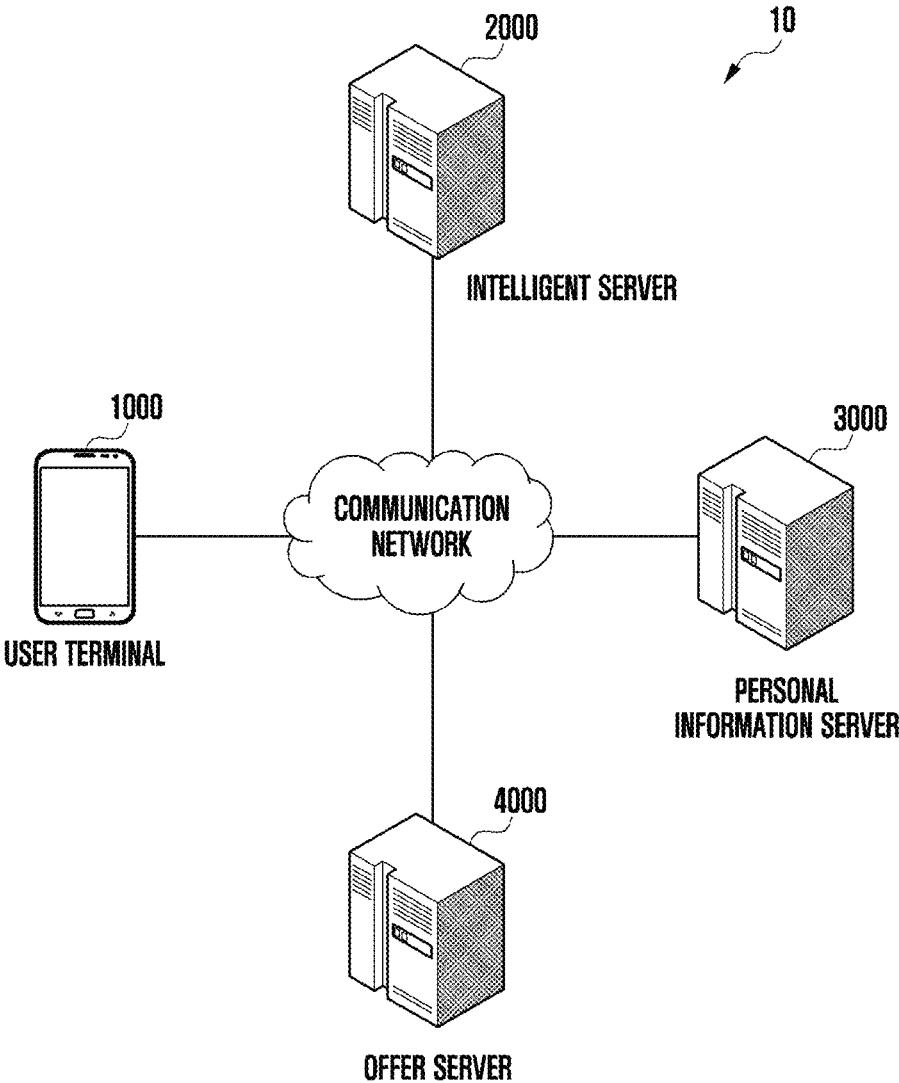 10
2000
INTELLIGENT SERVER
1000
3000
COMMUNICATION
NETWORK
USER TERMINAL
PERSONAL
INFORMATION SERVER
4000
OFFER SERVER